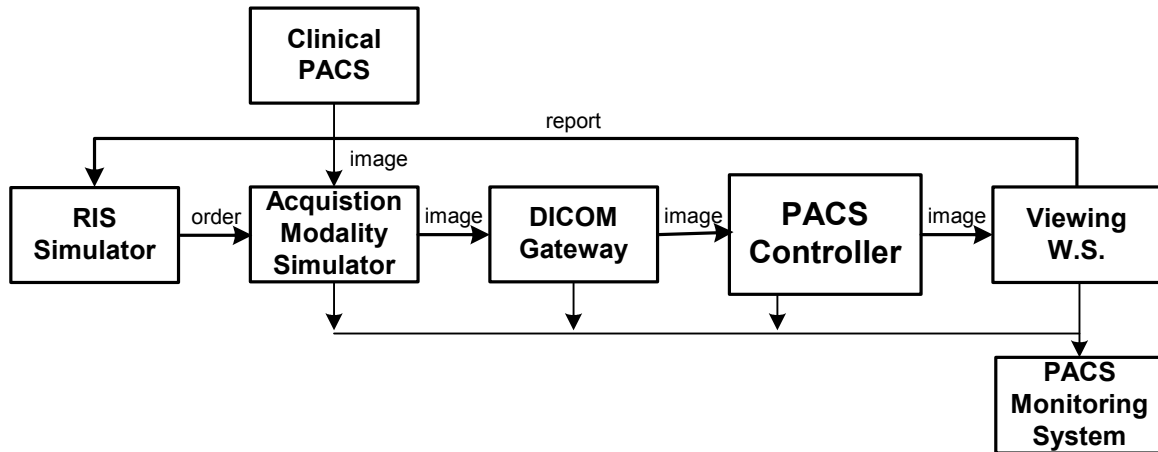 Clinical
PACS
report
image
RIS
Simulator
order
Acquistion
Modality
Simulator
image
DICOM
Gateway
image
PACS
Controller
image
Viewing
W.S.
PACS
Monitoring
System